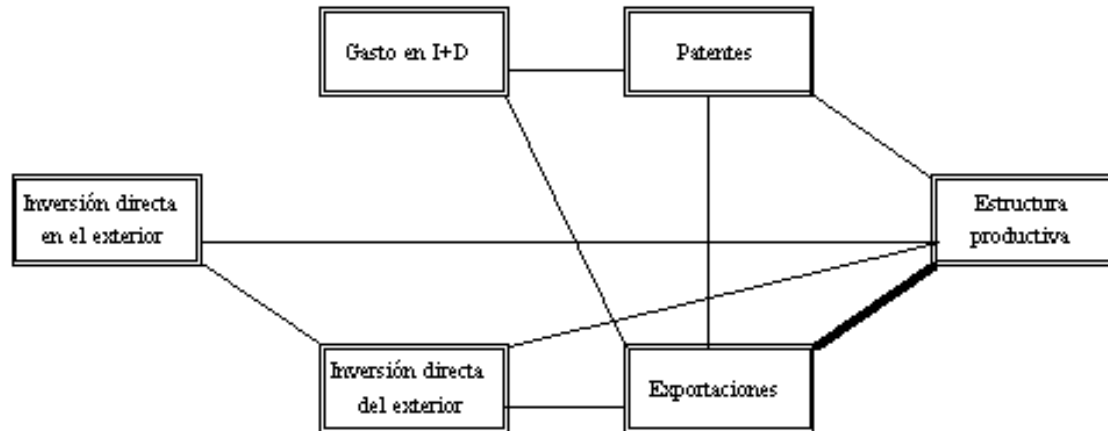 Gasto en I+D
Patentes
Inversión directa
en el exterior
Estructura
productiva
Inversión directa
del exterior
Exportaciones